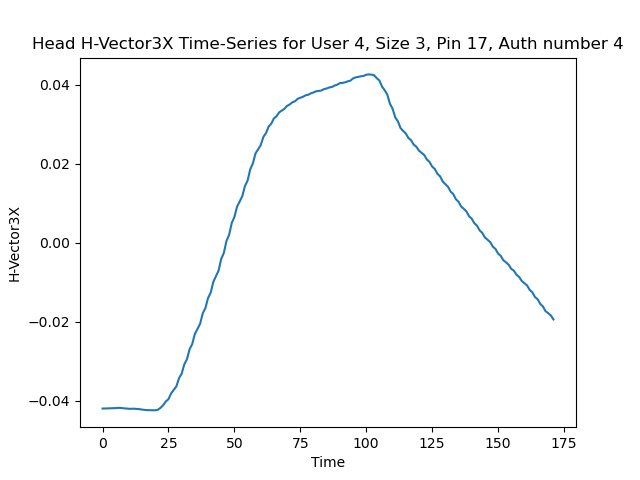 Head H-Vector3X Time-Series for User 4, Size 3, Pin 17, Auth number 4
H-Vector3X
0.04
0.02
0.00
−0.02
−0.04
0 25 50 75 100 125 150 175
Time